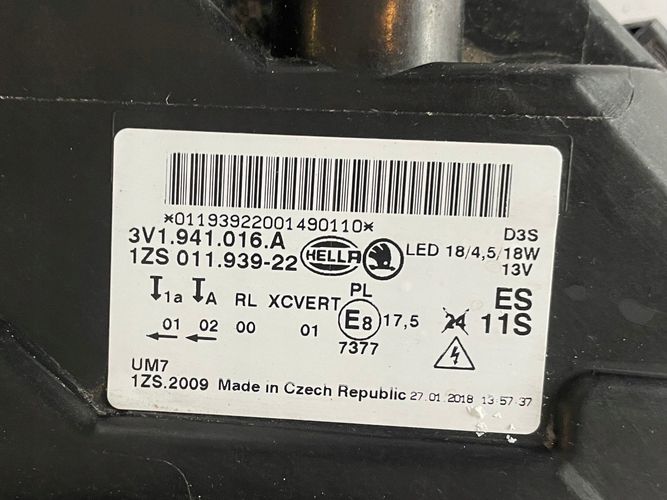 *01193922001490110*
3V1.941.016.A
1ZS 011.939-22
HELLA
LED 18/4,5/18W
D3S
13V
1a A RL XCVERT PL ES
01 02 00 01 E8 17,5 24 11S
7377
UM7
1ZS.2009 Made in Czech Republic 27.01.2018 13:57:37